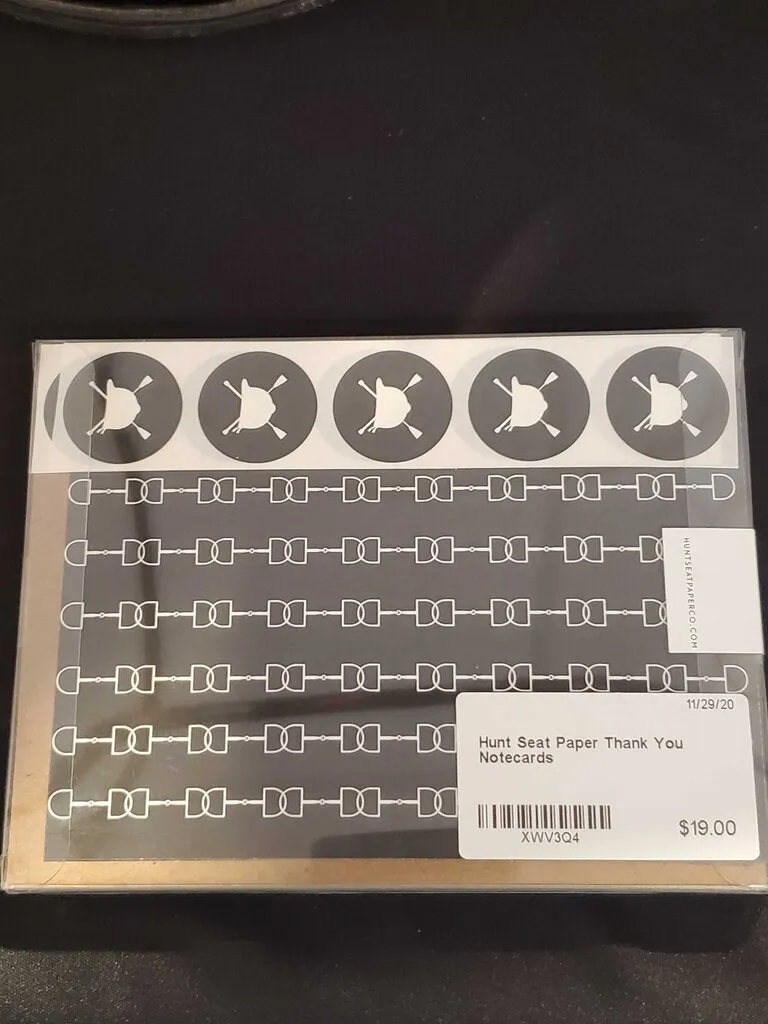 HUNTSEATPAPERCO.COM
11/29/20
Hunt Seat Paper Thank You
Notecards
XWV3Q4
$19.00